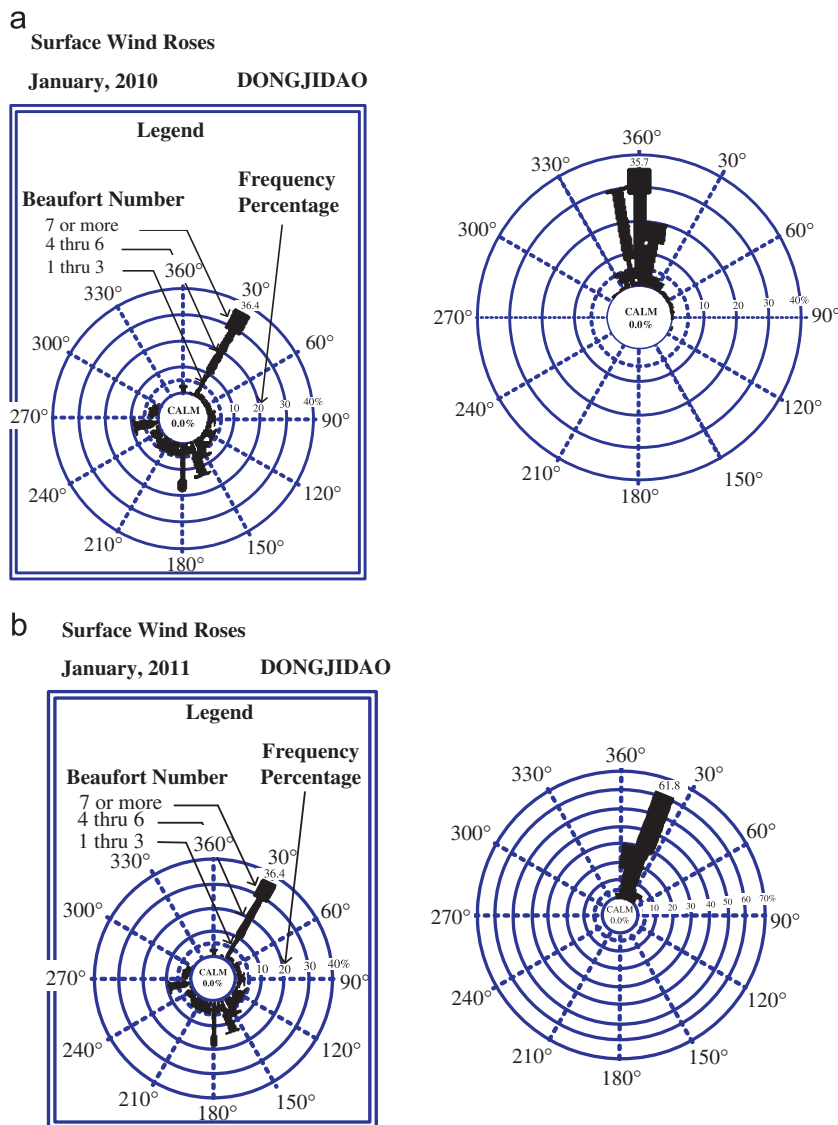 a
Surface Wind Roses
January, 2010 DONGJIDAO
Legend
Beaufort Number
Frequency
Percentage
7 or more
4 thru 6
1 thru 3
360°
30°
36.4
60°
10 20 30 40%
90°
120°
150°
180°
210°
240°
270°
300°
330°
CALM
0.0%
360°
35.7
30°
60°
10 20 30 40%
90°
120°
150°
180°
210°
240°
270°
300°
330°
CALM
0.0%
b
Surface Wind Roses
January, 2011 DONGJIDAO
Legend
Beaufort Number
Frequency
Percentage
7 or more
4 thru 6
1 thru 3
360°
30°
36.4
60°
10 20 30 40%
90°
120°
150°
180°
210°
240°
270°
300°
330°
CALM
0.0%
360°
61.8
30°
60°
10 20 30 40 50 60 70%
90°
120°
150°
180°
210°
240°
270°
300°
330°
CALM
0.0%